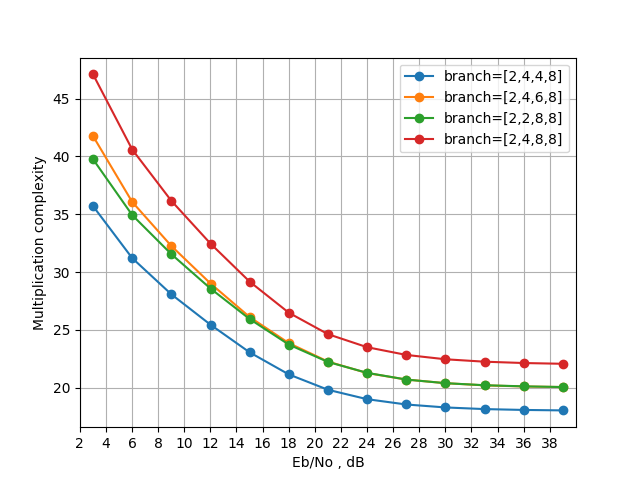 branch=[2,4,4,8]
branch=[2,4,6,8]
branch=[2,2,8,8]
branch=[2,4,8,8]
Multiplication complexity
45
40
35
30
25
20
2 4 6 8 10 12 14 16 18 20 22 24 26 28 30 32 34 36 38
Eb/No , dB